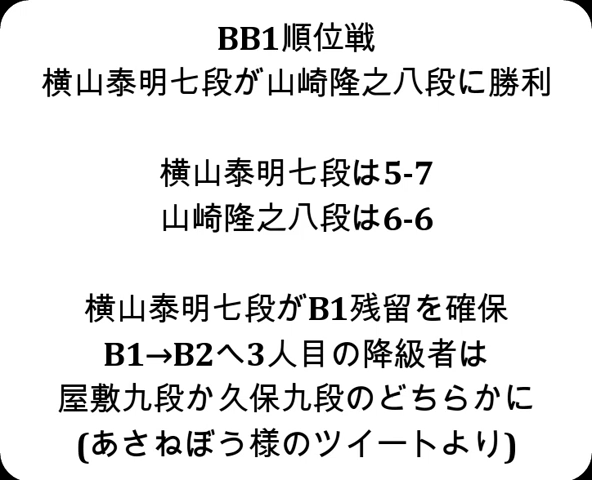 BB1順位戦
横山泰明七段が山崎隆之八段に勝利
横山泰明七段は5-7
山崎隆之八段は6-6
横山泰明七段がB1残留を確保
B1→B2へ3人目の降級者は
屋敷九段か久保九段のどちらかに
(あさねぼう様のツイートより)